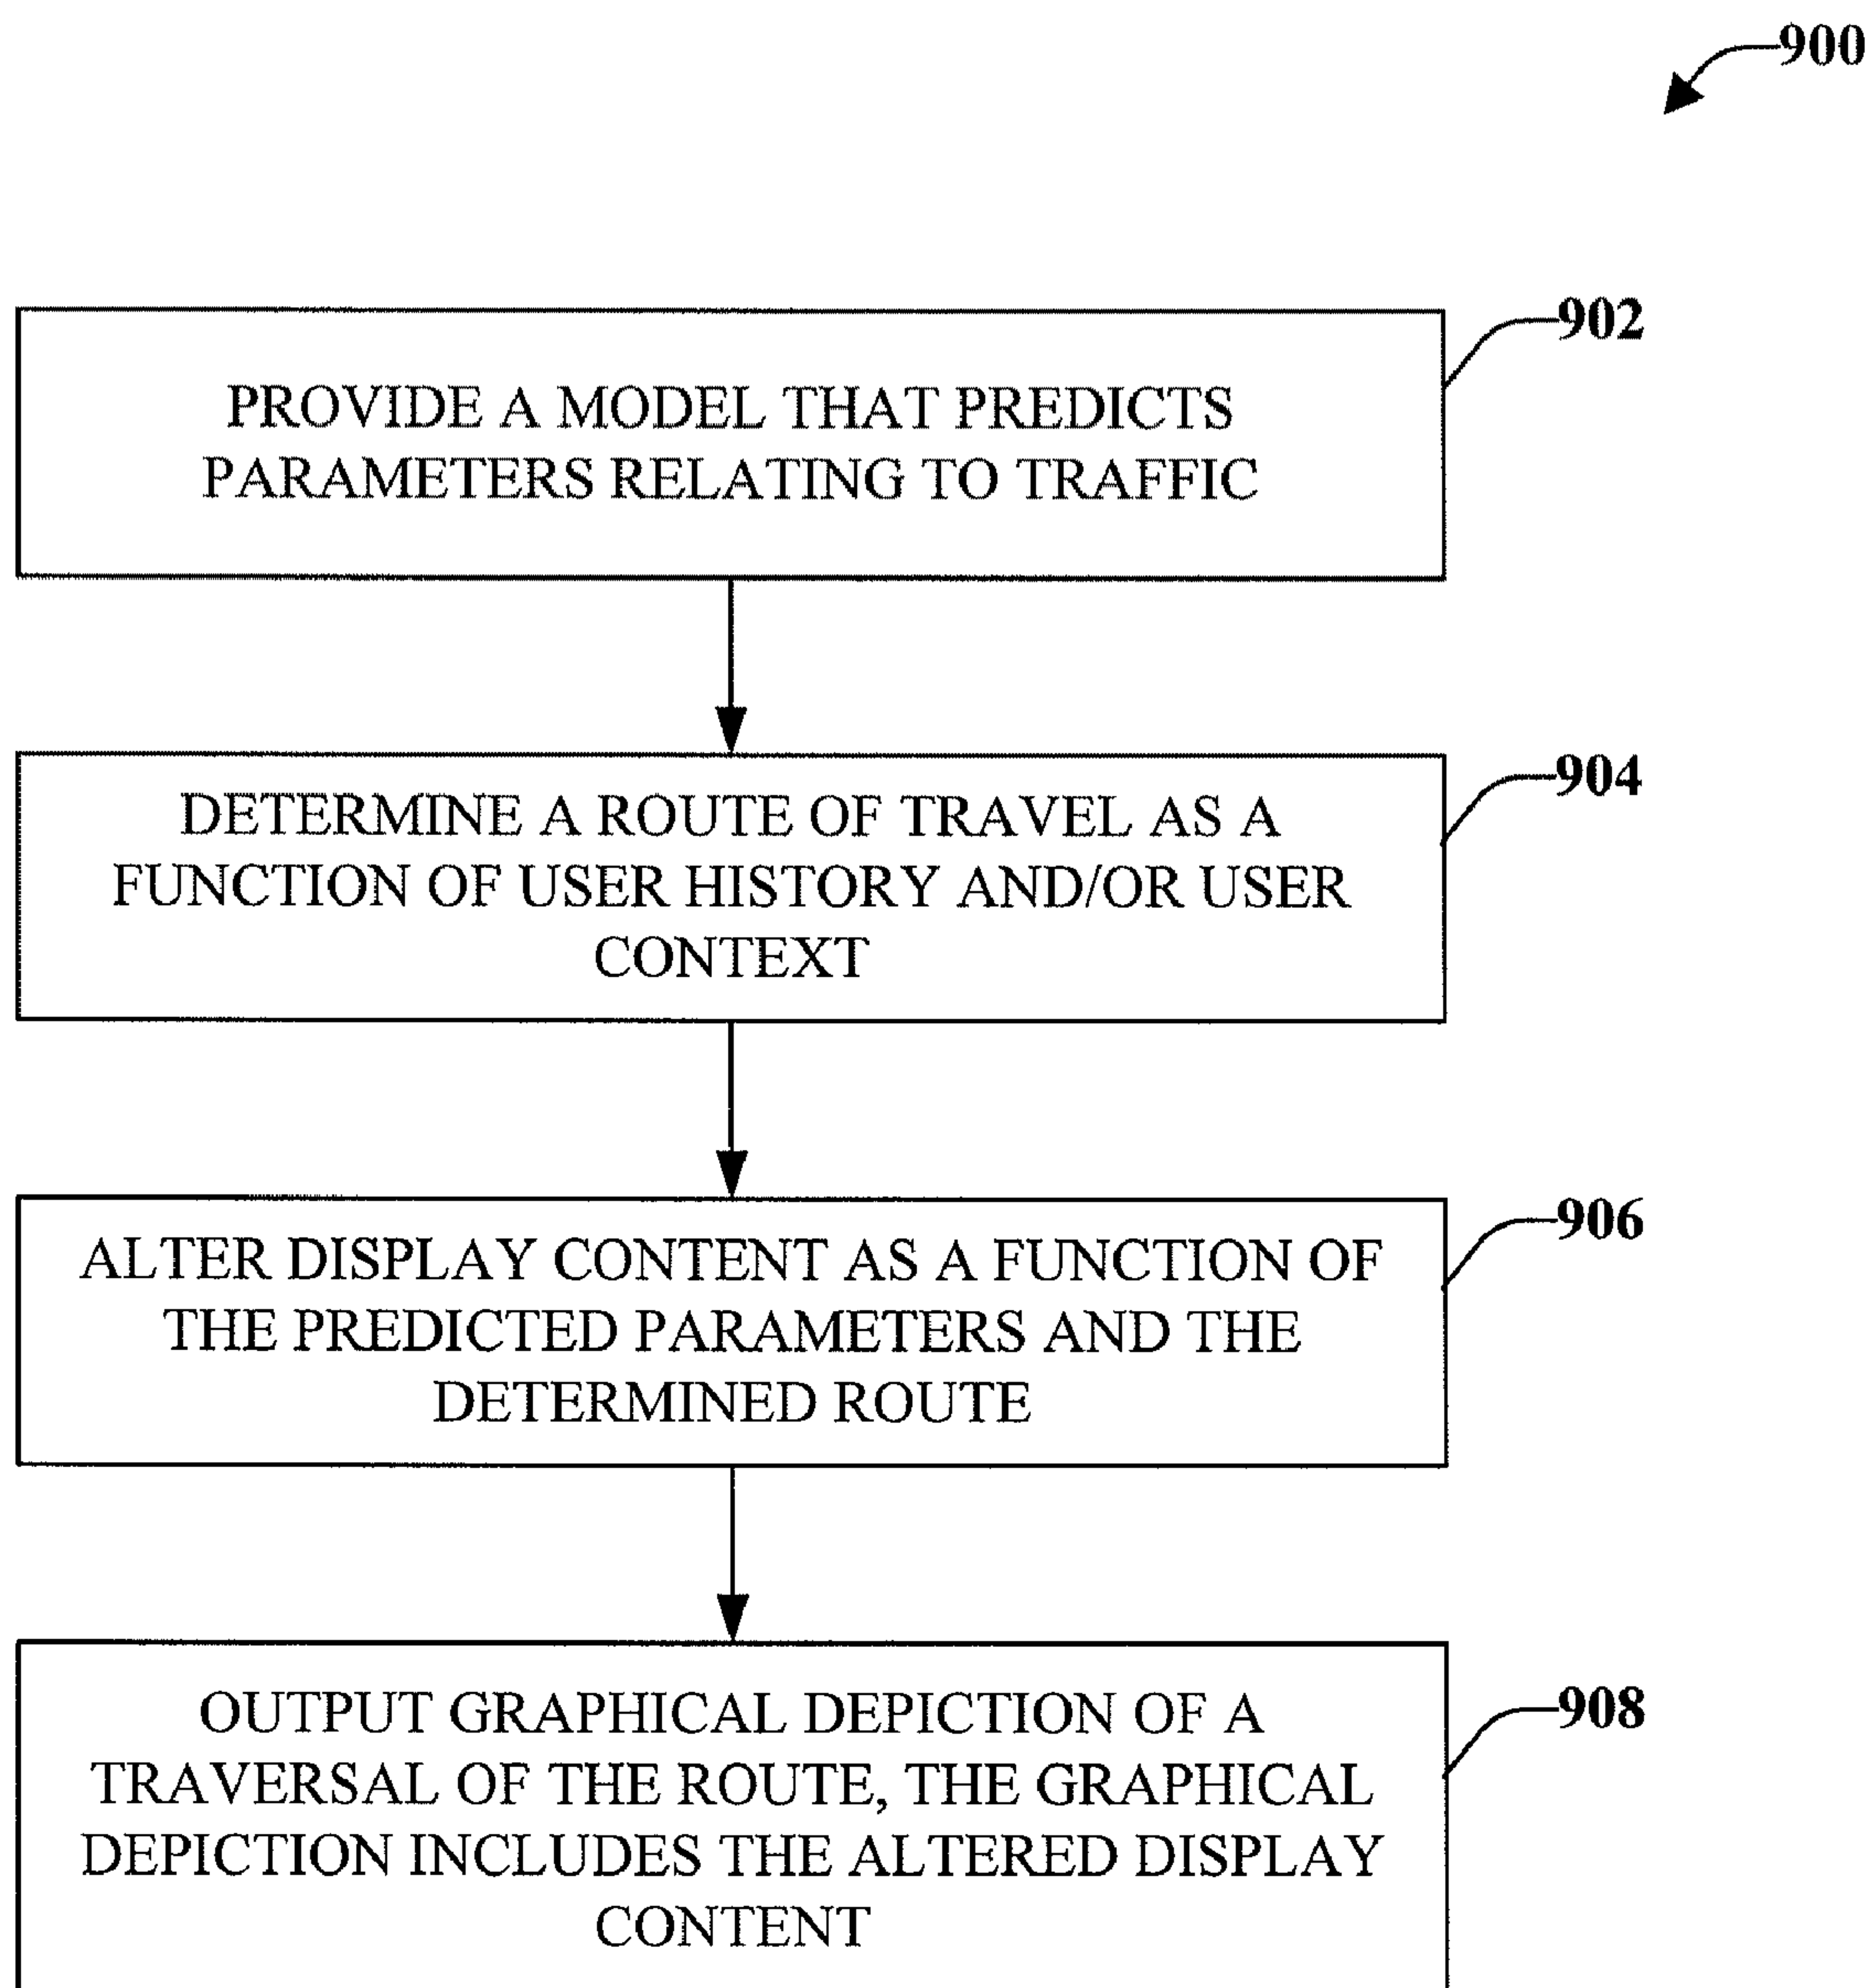 900
902
PROVIDE A MODEL THAT PREDICTS
PARAMETERS RELATING TO TRAFFIC
904
DETERMINE A ROUTE OF TRAVEL AS A
FUNCTION OF USER HISTORY AND/OR USER
CONTEXT
906
ALTER DISPLAY CONTENT AS A FUNCTION OF
THE PREDICTED PARAMETERS AND THE
DETERMINED ROUTE
908
OUTPUT GRAPHICAL DEPICTION OF A
TRAVERSAL OF THE ROUTE, THE GRAPHICAL
DEPICTION INCLUDES THE ALTERED DISPLAY
CONTENT